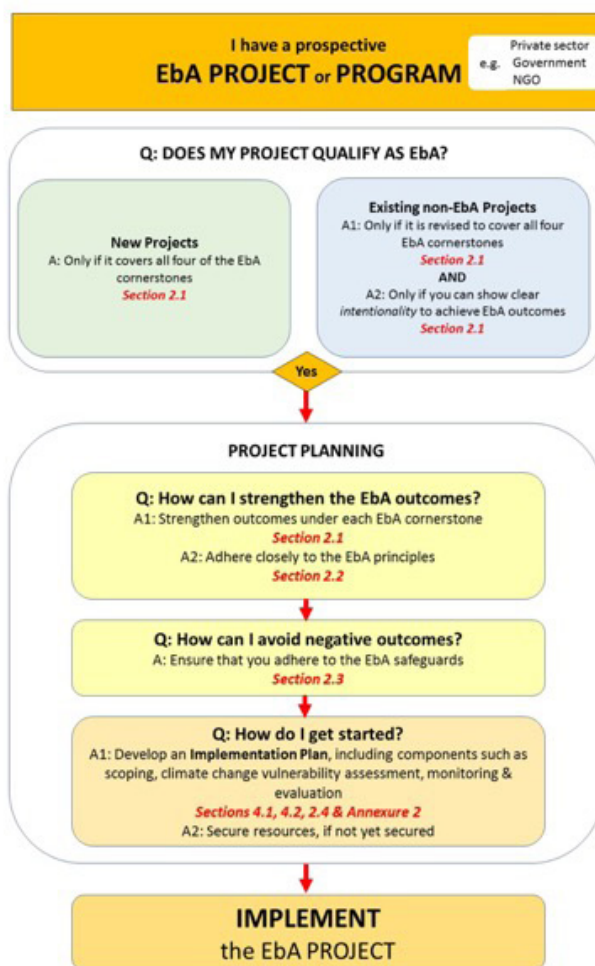 I have a prospective
EbA PROJECT or PROGRAM
Private sector
e.g. Government
NGO
Q: DOES MY PROJECT QUALIFY AS EbA?
New Projects
A: Only if it covers all four of the EbA
cornerstones
Section 2.1
Existing non-EbA Projects
A1: Only if it is revised to cover all four
EbA cornerstones
Section 2.1
AND
A2: Only if you can show clear
intentionality to achieve EbA outcomes
Section 2.1
Yes
PROJECT PLANNING
Q: How can I strengthen the EbA outcomes?
A1: Strengthen outcomes under each EbA cornerstone
Section 2.1
A2: Adhere closely to the EbA principles
Section 2.2
Q: How can I avoid negative outcomes?
A: Ensure that you adhere to the EbA safeguards
Section 2.3
Q: How do I get started?
A1: Develop an Implementation Plan, including components such as
scoping, climate change vulnerability assessment, monitoring &
evaluation
Sections 4.1, 4.2, 2.4 & Annexure 2
A2: Secure resources, if not yet secured
IMPLEMENT
the EbA PROJECT